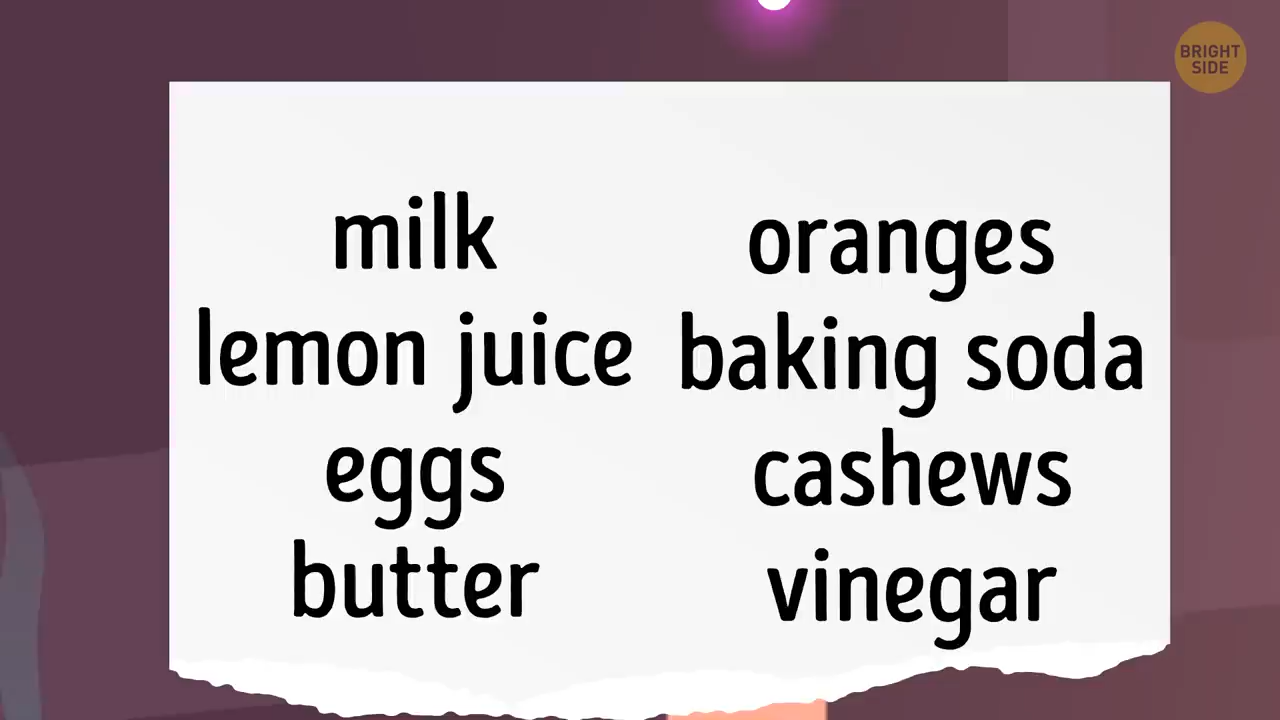 BRIGHT
SIDE
milk
lemon juice
eggs
butter
oranges
baking soda
cashews
vinegar